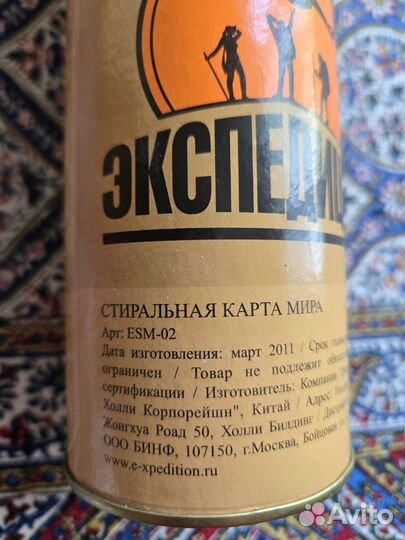 ЭКСПЕДИ
СТИРАЛЬНАЯ КАРТА МИРА
Арт: ESM-02
Дата изготовления: март 2011 / Срок
ограничен / Товар не подлежит
сертификации / Изготовитель: Компания
Холли Корпорейшн", Китай / Адрес:
Жонгхуа Роад 50, Холли Билдинг /
ООО БИНФ, 107150, г.Москва, Бойцовая
www.e-xpedition.ru
Avito